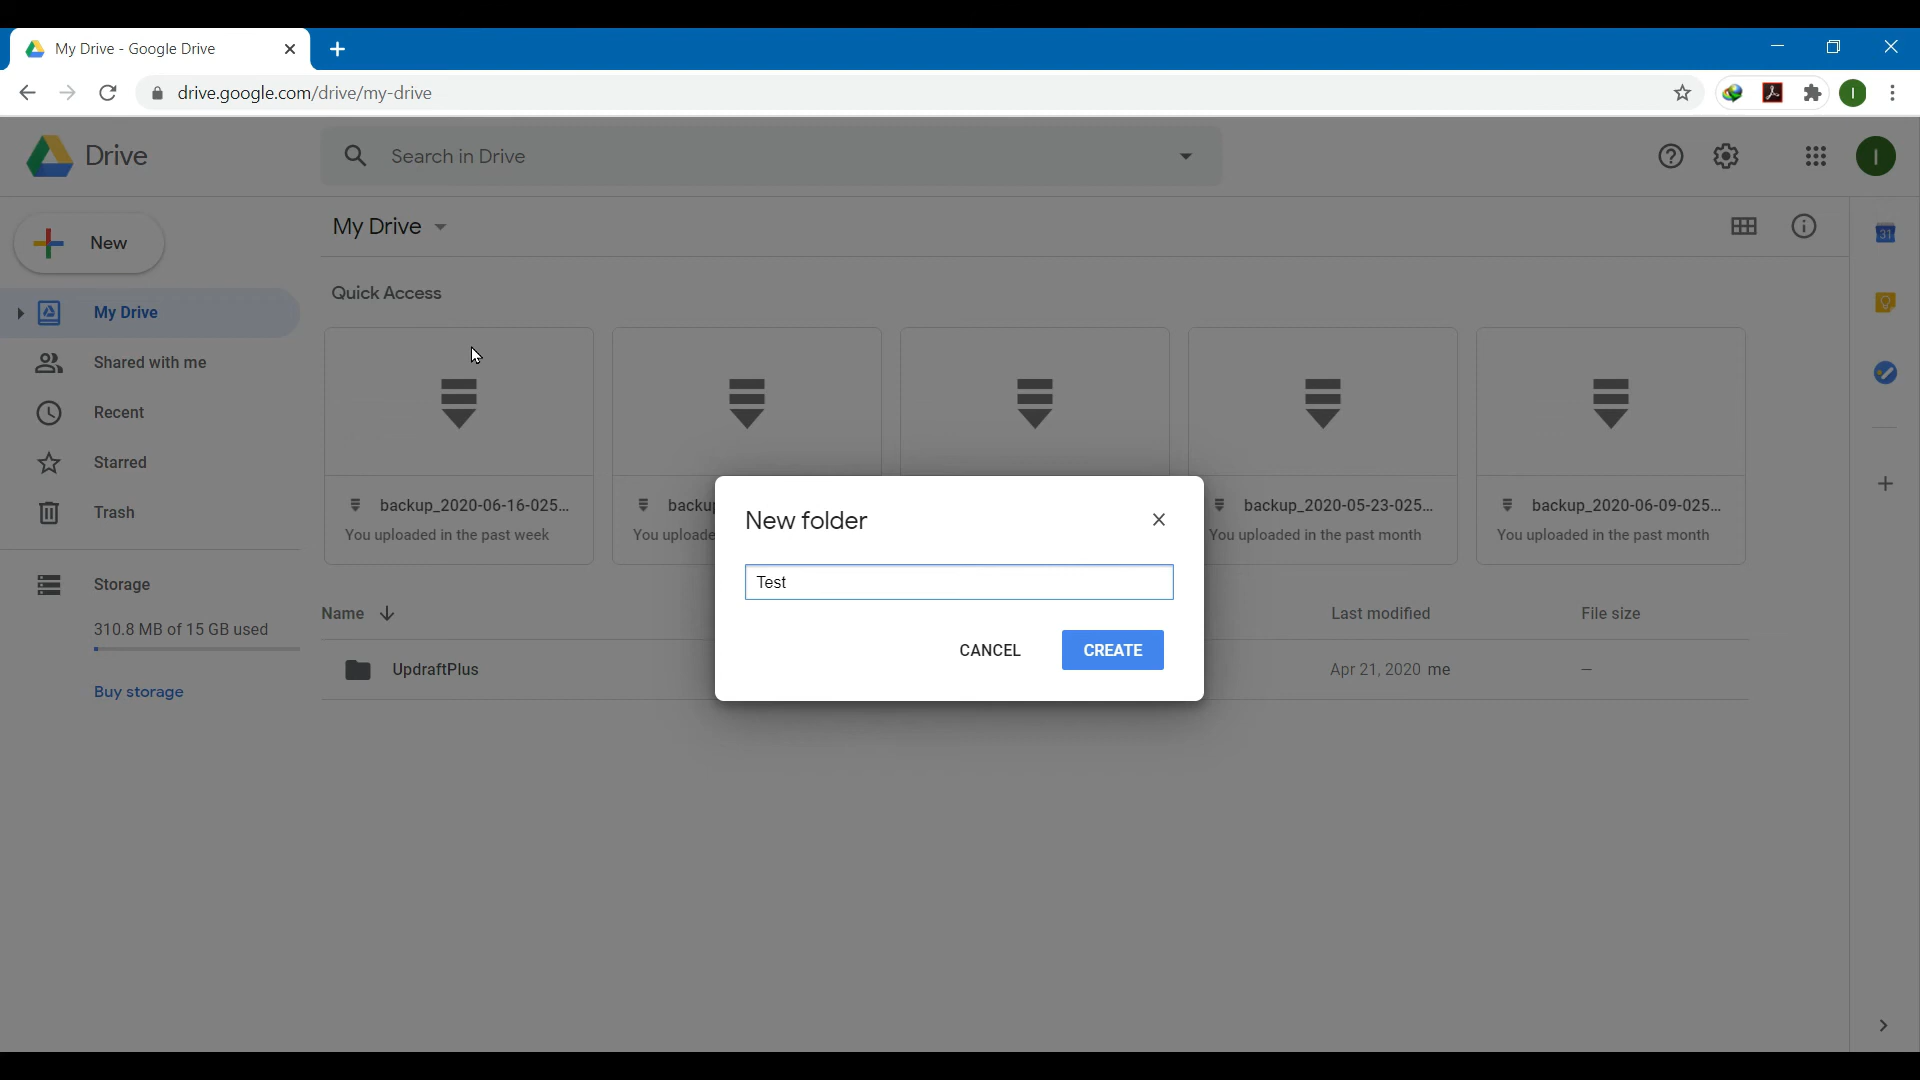 My Drive - Google Drive
drive.google.com/drive/my-drive
I
Drive
Search in Drive
I
New
My Drive
31
Quick Access
My Drive
Shared with me
Recent
Starred
Trash
backup_2020-06-16-025...
You uploaded in the past week
backup_2020-05-23-025...
You uploaded in the past month
backup_2020-06-09-025...
You uploaded in the past month
New folder
Test
CANCEL
CREATE
Storage
310.8 MB of 15 GB used
Buy storage
Name
Last modified
File size
UpdraftPlus
Apr 21, 2020 me
–